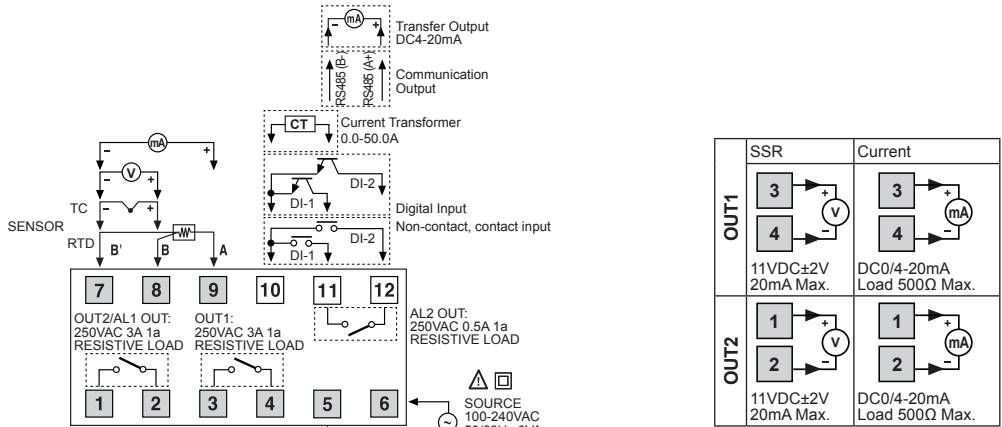 mA
- +
Transfer Output
DC4-20mA
RS485 (B-)
RS485 (A+)
Communication
Output
CT
Current Transformer
0.0-50.0A
DI-2
DI-1
Digital Input
Non-contact, contact input
DI-2
DI-1
mA
- +
V
- +
TC
- +
SENSOR
RTD
B' B A
7 8 9 10 11 12
OUT2/AL1 OUT:
250VAC 3A 1a
RESISTIVE LOAD
OUT1:
250VAC 3A 1a
RESISTIVE LOAD
AL2 OUT:
250VAC 0.5A 1a
RESISTIVE LOAD
1 2 3 4 5 6
SOURCE
100-240VAC
SSR Current
OUT1
3 + V
4 -
3 + mA
4 -
11VDC±2V
20mA Max.
DC0/4-20mA
Load 500Ω Max.
OUT2
1 + V
2 -
1 + mA
2 -
11VDC±2V
20mA Max.
DC0/4-20mA
Load 500Ω Max.